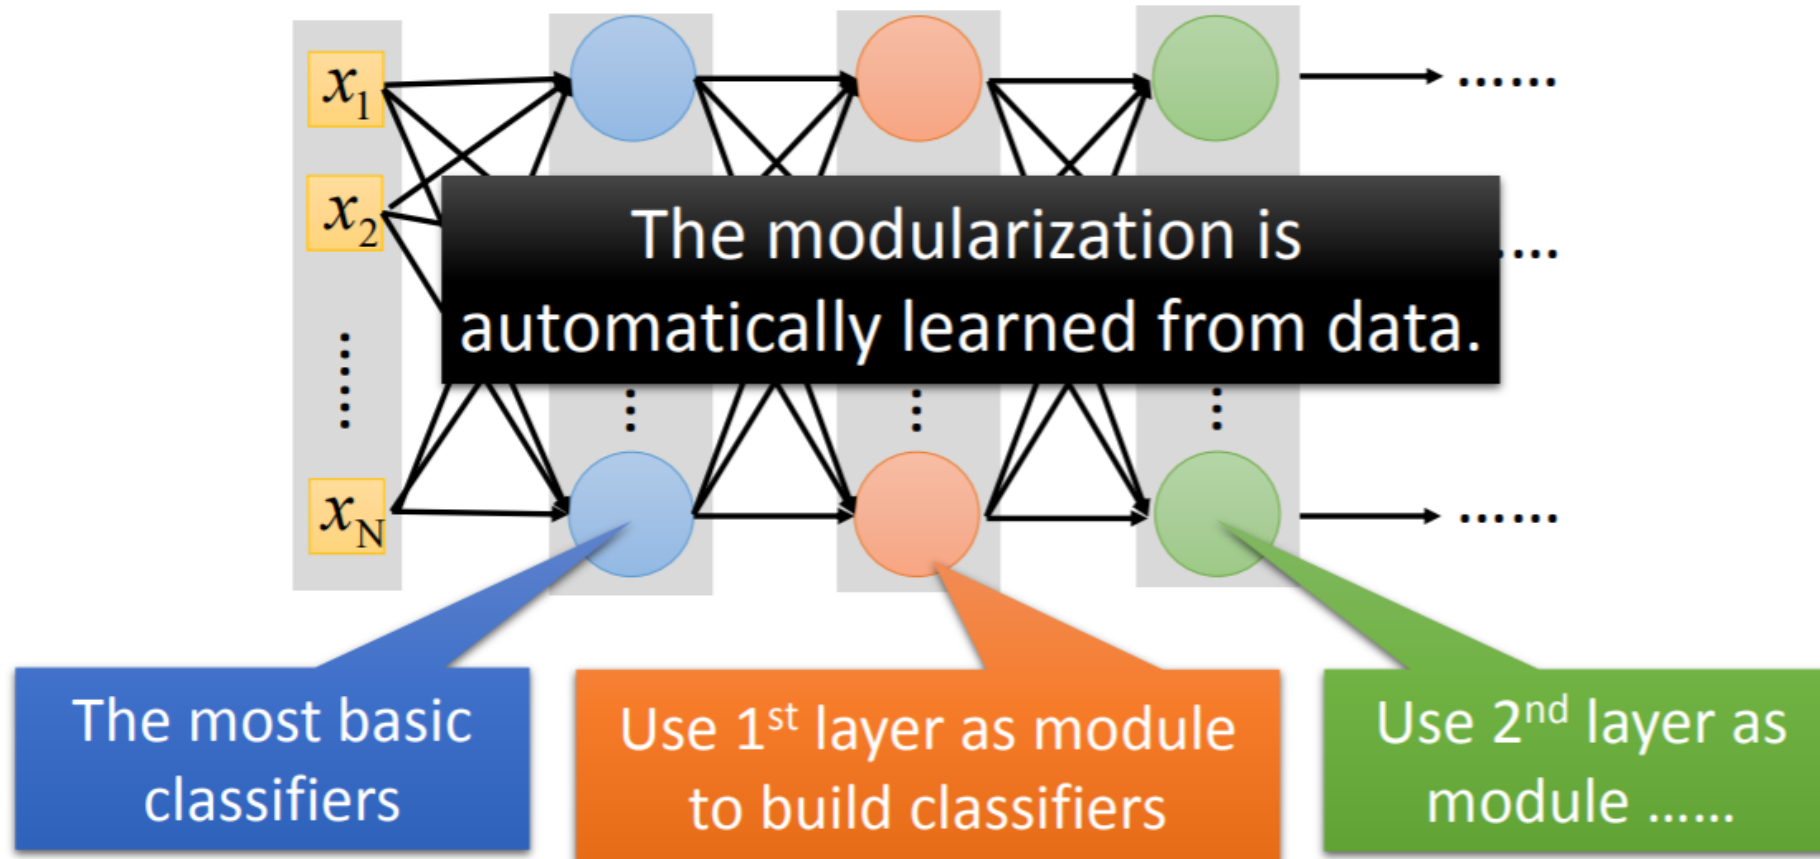 x₁
……
x₂
The modularization is
automatically learned from data.
……
xN
……
The most basic
classifiers
Use 1ˢᵗ layer as module
to build classifiers
Use 2ⁿᵈ layer as
module ……